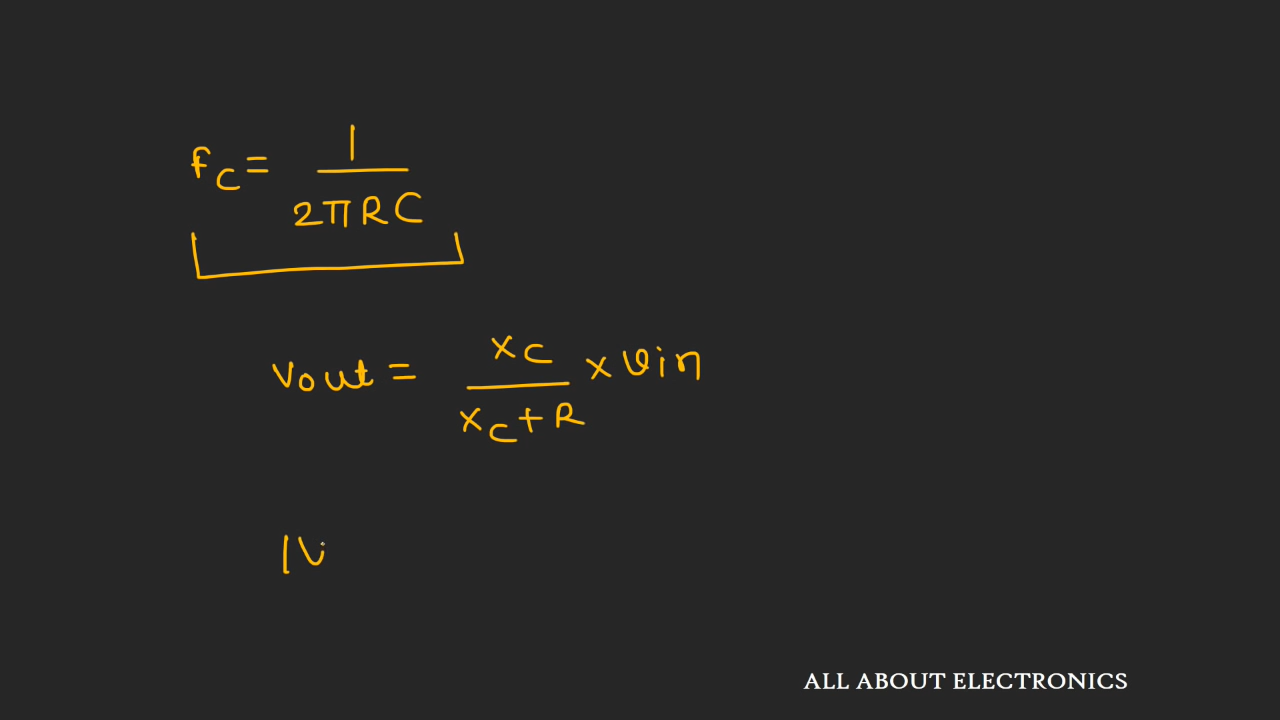 fc = 1 / 2πRC
Vout = xc / xc + R × Vin
|V
ALL ABOUT ELECTRONICS